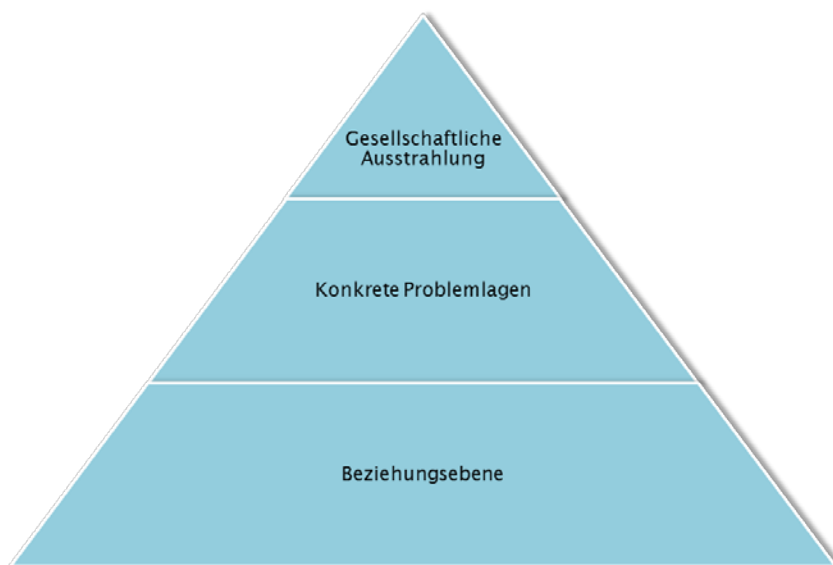 Gesellschaftliche
Ausstrahlung
Konkrete Problemlagen
Beziehungsebene